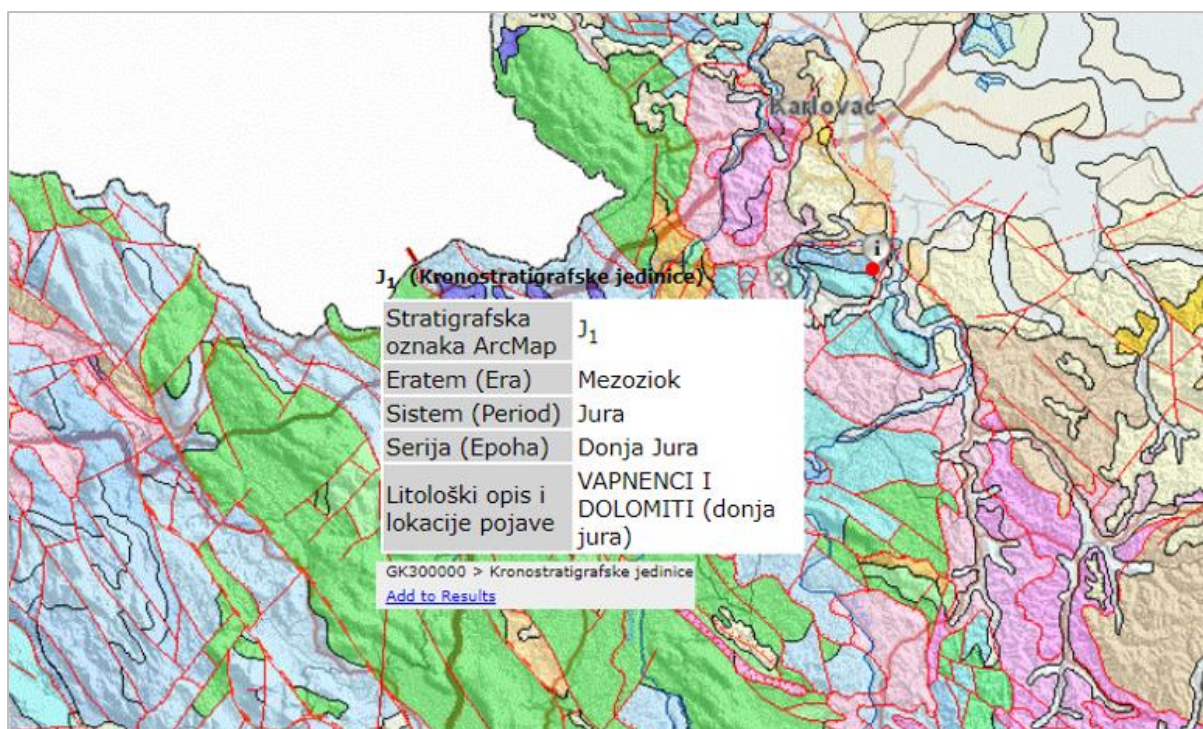 Karlovac
i
J1 (Kronostratigrafske jedinice)
Stratigrafska
oznaka ArcMap
J1
Eratem (Era)
Mezoziok
Sistem (Period)
Jura
Serija (Epoha)
Donja Jura
Litološki opis i
lokacije pojave
VAPNENCI I
DOLOMITI (donja
jura)
GK300000 > Kronostratigrafske jedinice
Add to Results